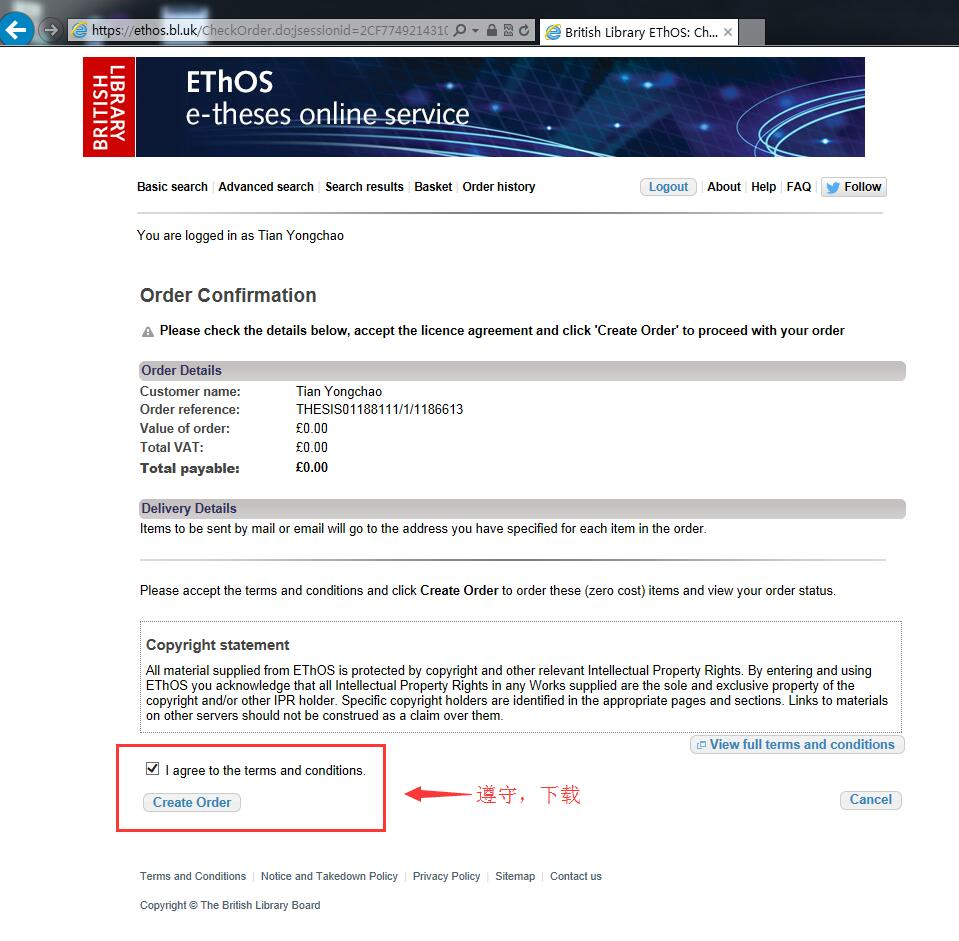 https://ethos.bl.uk/CheckOrder.do;jsessionid=2CF7749214310
British Library EThOS: Ch...
BRITISH LIBRARY
EThOS
e-theses online service
Basic search | Advanced search | Search results | Basket | Order history
Logout | About | Help | FAQ | Follow
You are logged in as Tian Yongchao
Order Confirmation
Please check the details below, accept the licence agreement and click 'Create Order' to proceed with your order
Order Details
Customer name: Tian Yongchao
Order reference: THESIS01188111/1/1186613
Value of order: £0.00
Total VAT: £0.00
Total payable: £0.00
Delivery Details
Items to be sent by mail or email will go to the address you have specified for each item in the order.
Please accept the terms and conditions and click Create Order to order these (zero cost) items and view your order status.
Copyright statement
All material supplied from EThOS is protected by copyright and other relevant Intellectual Property Rights. By entering and using
EThOS you acknowledge that all Intellectual Property Rights in any Works supplied are the sole and exclusive property of the
copyright and/or other IPR holder. Specific copyright holders are identified in the appropriate pages and sections. Links to materials
on other servers should not be construed as a claim over them.
View full terms and conditions
I agree to the terms and conditions.
Create Order
遵守，下载
Cancel
Terms and Conditions | Notice and Takedown Policy | Privacy Policy | Sitemap | Contact us
Copyright © The British Library Board